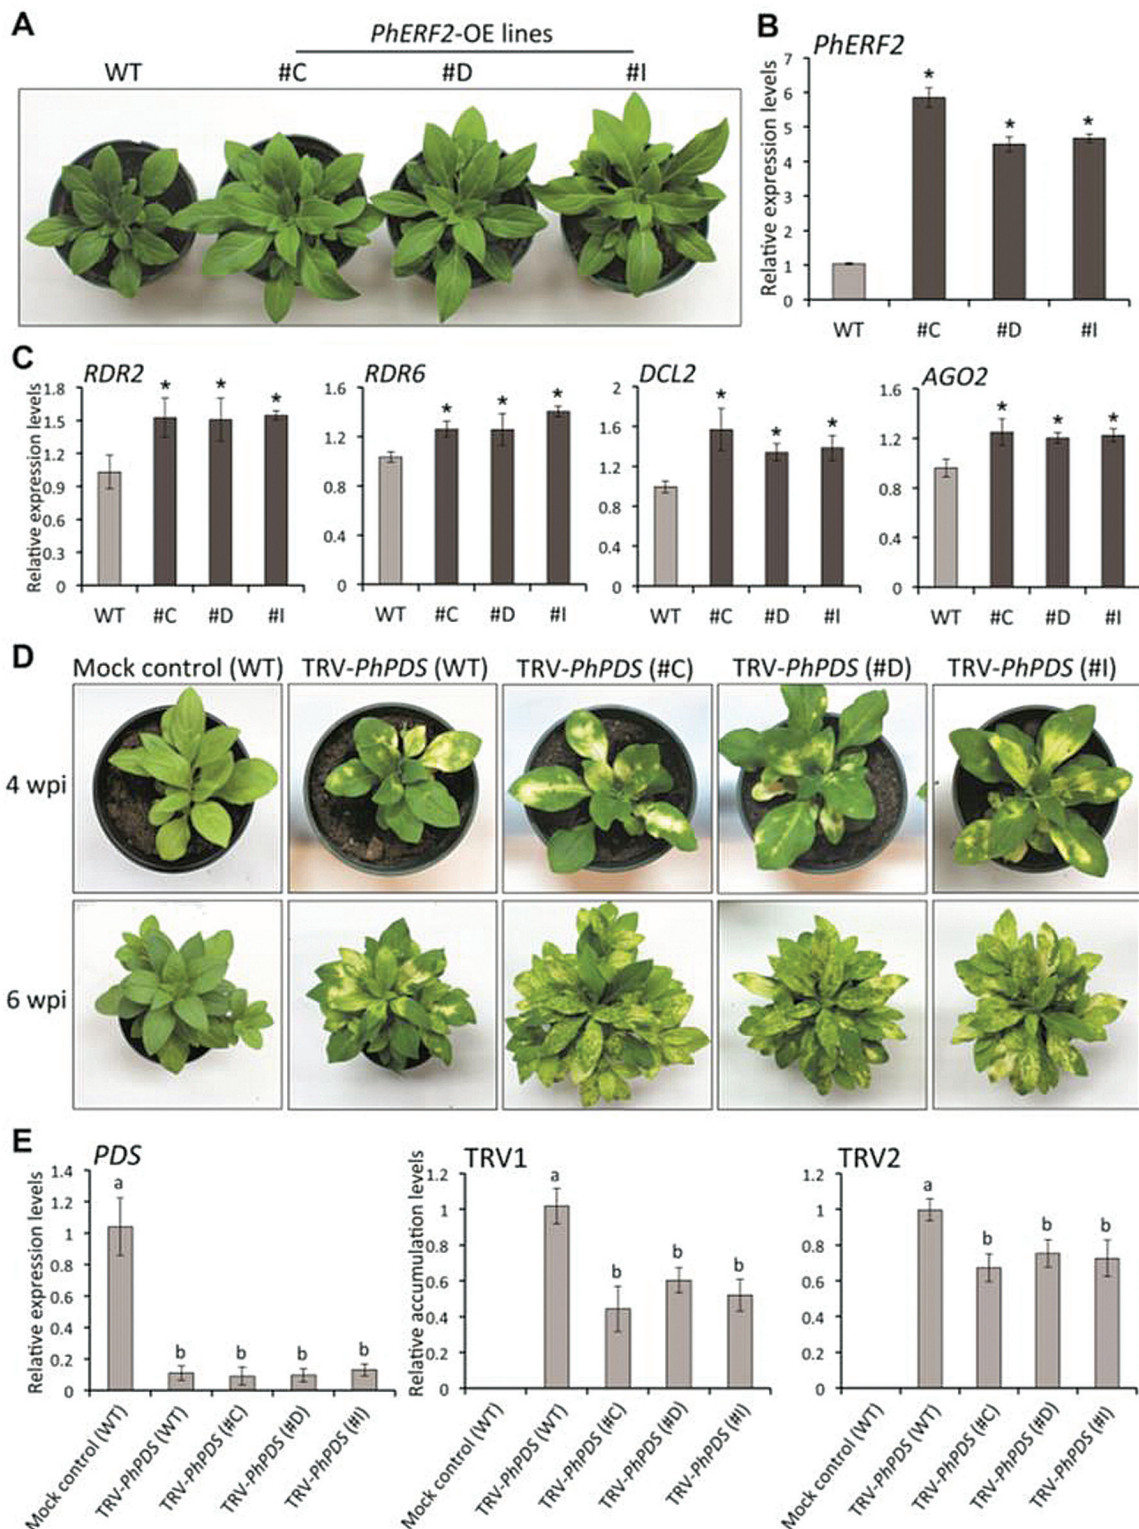 A
PhERF2-OE lines
WT #C #D #I
B
PhERF2
Relative expression levels
7
6
5
4
3
2
1
0
WT #C #D #I
C
RDR2
Relative expression levels
1.8
1.5
1.2
0.9
0.6
0.3
0
WT #C #D #I
RDR6
1.6
1.2
0.8
0.4
0
WT #C #D #I
DCL2
2
1.6
1.2
0.8
0.4
0
WT #C #D #I
AGO2
1.6
1.2
0.8
0.4
0
WT #C #D #I
* * *
* * *
* * *
* * *
* * *
D
Mock control (WT) TRV-PhPDS (WT) TRV-PhPDS (#C) TRV-PhPDS (#D) TRV-PhPDS (#I)
4 wpi
6 wpi
E
PDS
Relative expression levels
1.4
1.2
1
0.8
0.6
0.4
0.2
0
a b b b b
Mock control (WT)
TRV-PhPDS (WT)
TRV-PhPDS (#C)
TRV-PhPDS (#D)
TRV-PhPDS (#I)
TRV1
Relative accumulation levels
1.2
1
0.8
0.6
0.4
0.2
0
a b b b
Mock control (WT)
TRV-PhPDS (WT)
TRV-PhPDS (#C)
TRV-PhPDS (#D)
TRV-PhPDS (#I)
TRV2
1.2
1
0.8
0.6
0.4
0.2
0
a b b b
Mock control (WT)
TRV-PhPDS (WT)
TRV-PhPDS (#C)
TRV-PhPDS (#D)
TRV-PhPDS (#I)